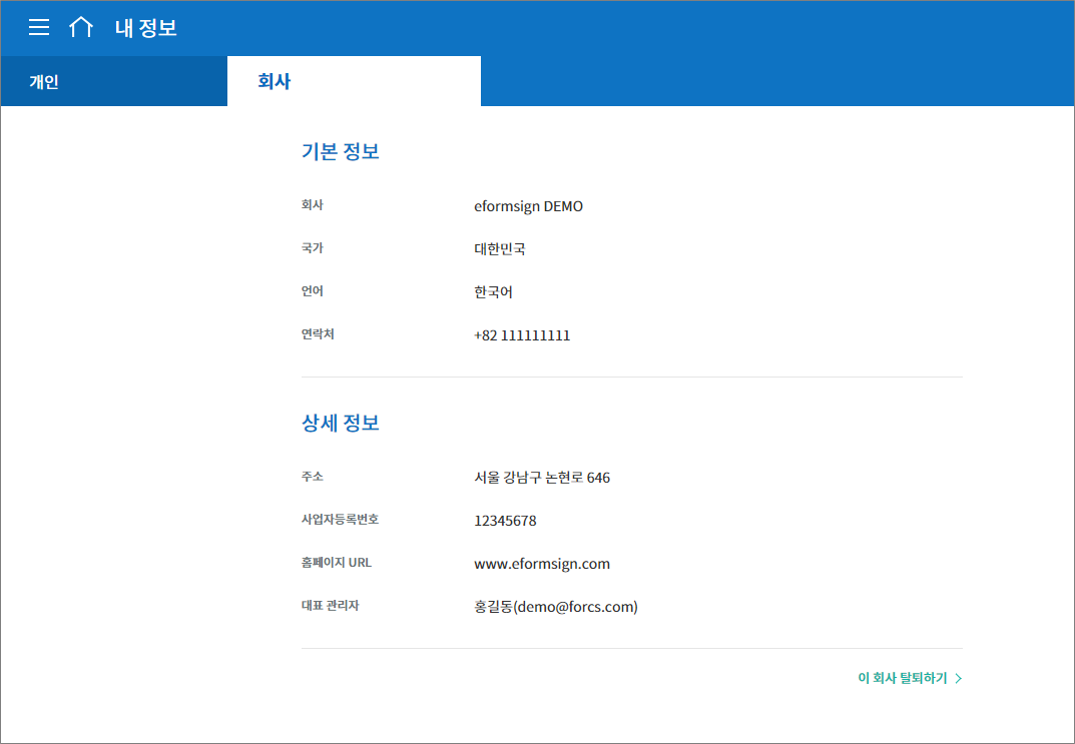 내 정보
개인
회사
기본 정보
회사 eformsign DEMO
국가 대한민국
언어 한국어
연락처 +82 111111111
상세 정보
주소 서울 강남구 논현로 646
사업자등록번호 12345678
홈페이지 URL www.eformsign.com
대표 관리자 홍길동(demo@forcs.com)
이 회사 탈퇴하기